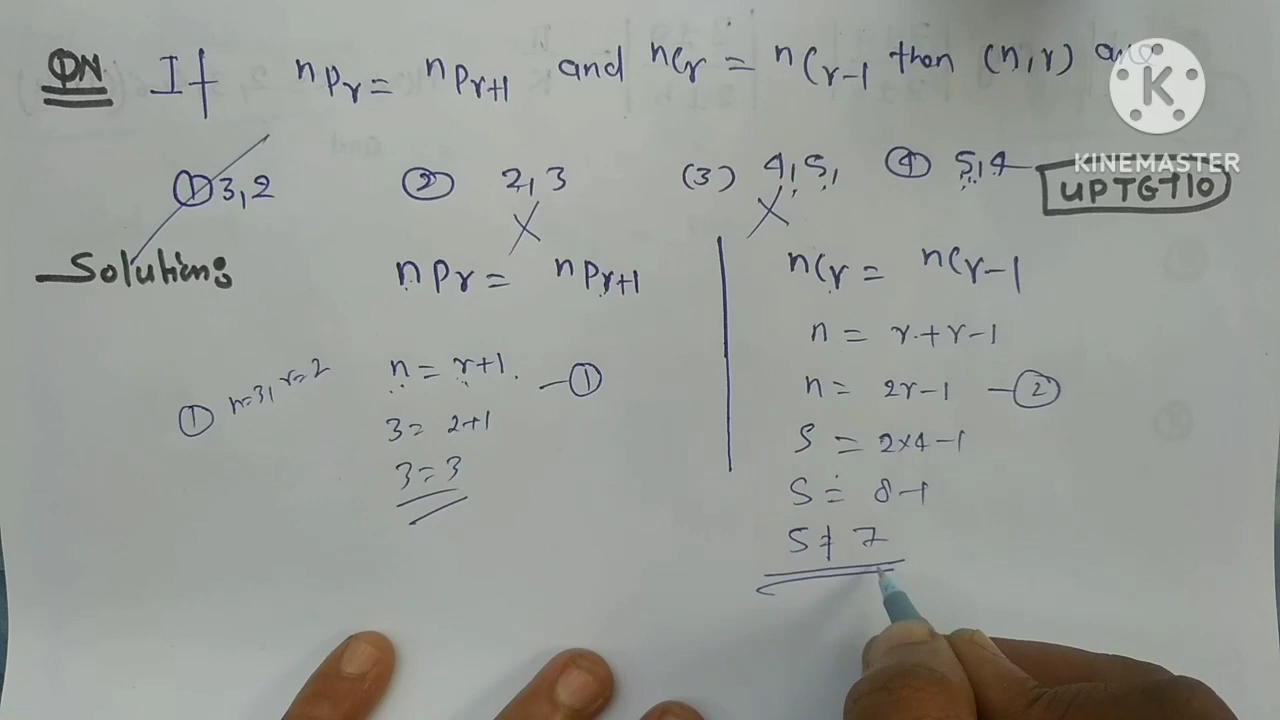 QN If nPr = nPr+1 and nCr = nCr-1 then (n,r) are
K
KINEMASTER
① 3,2 ② 2,3 (3) 4,5, ④ 5,4
UPTGT10
Solution:
nPr = nPr+1
n = r+1. - ①
① n=3, r=2
3 = 2+1
3 = 3
nCr = nCr-1
n = r+r-1
n = 2r-1 - ②
5 = 2×4-1
5 = 8-1
5 ≠ 7